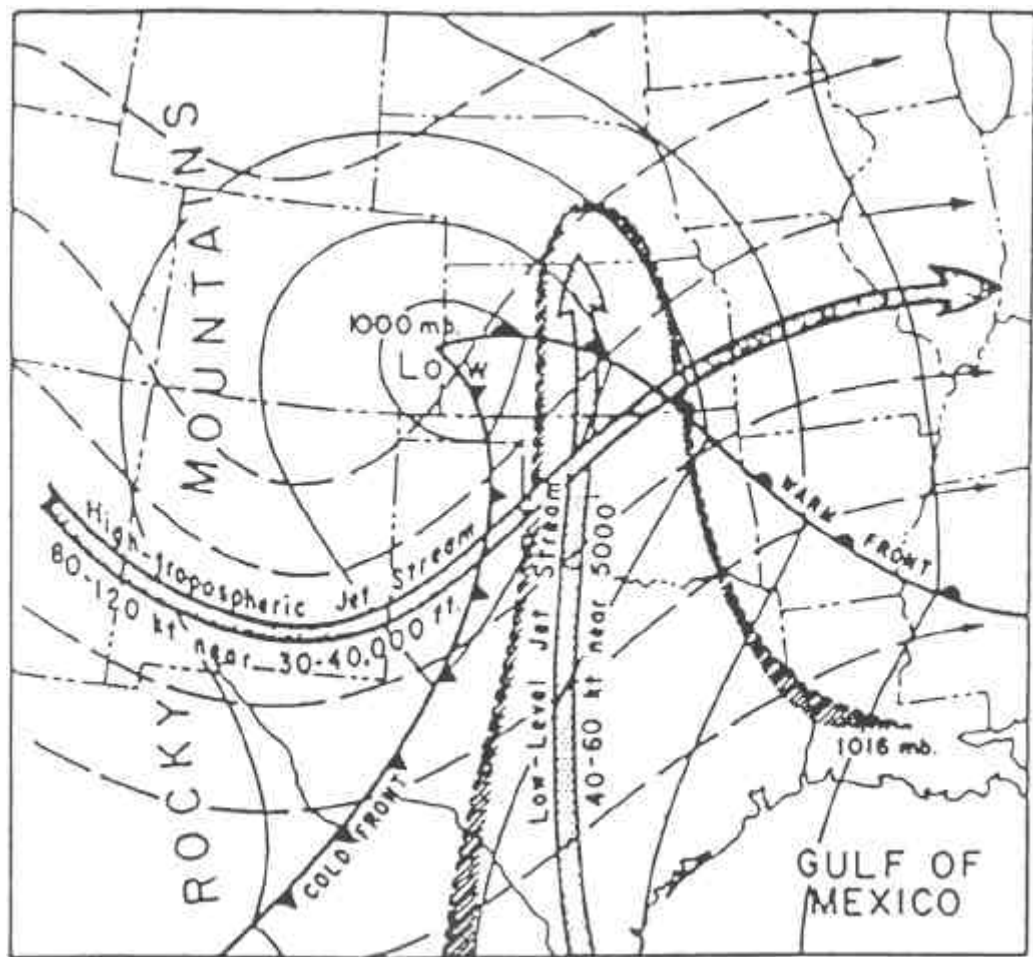 ROCKY MOUNTAINS
1000 mb.
Low
High-tropospheric Jet Stream
80-120 kt near 30-40,000 ft.
Low-Level Jet Stream
40-60 kt near 5000
WARM FRONT
COLD FRONT
1016 mb.
GULF OF
MEXICO